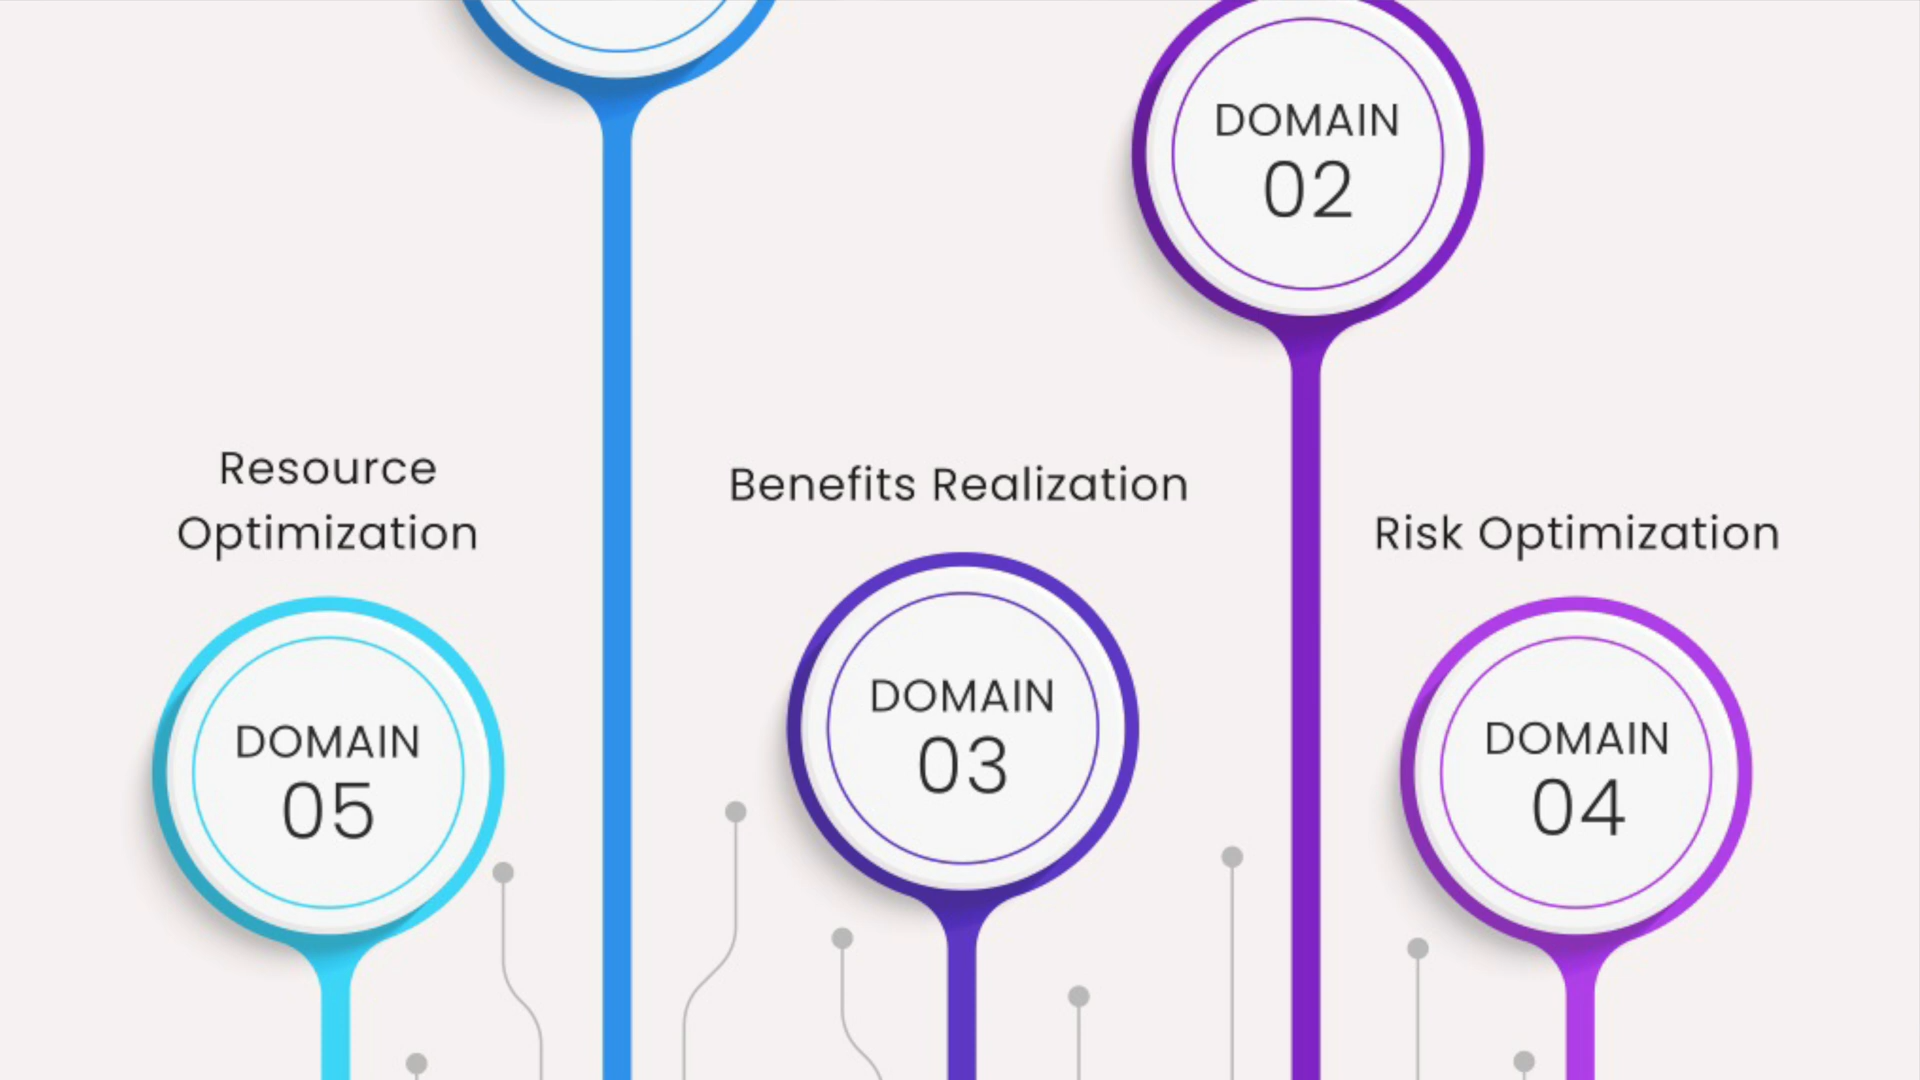 DOMAIN
02
Resource
Optimization
Benefits Realization
Risk Optimization
DOMAIN
05
DOMAIN
03
DOMAIN
04